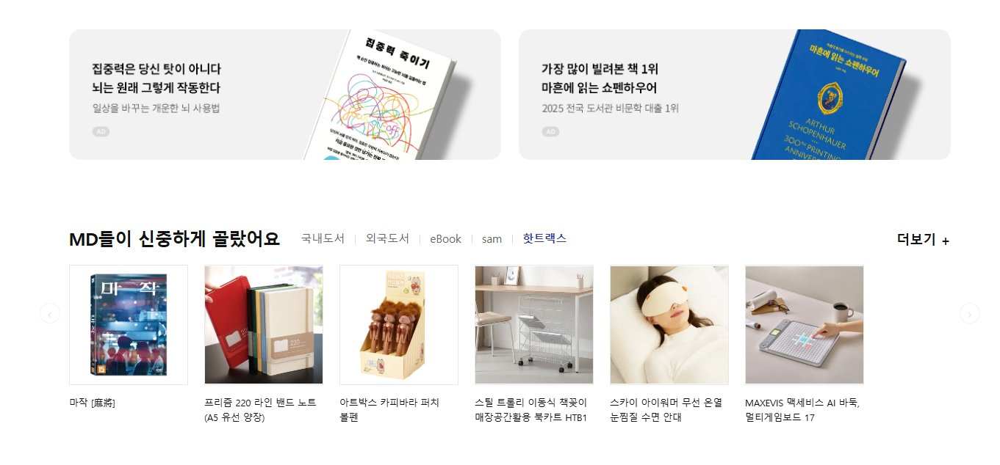 집중력은 당신 탓이 아니다
뇌는 원래 그렇게 작동한다
일상을 바꾸는 개운한 뇌 사용법
AD
집중력 죽이기
가장 많이 빌려본 책 1위
마흔에 읽는 쇼펜하우어
2025 전국 도서관 비문학 대출 1위
AD
마흔에 읽는 쇼펜하우어
ARTHUR
SCHOPENHAUER
300TH PRINTING
MD들이 신중하게 골랐어요
국내도서
외국도서
eBook
sam
핫트랙스
더보기 +
마 작
15
220
마작 [麻將]
프리즘 220 라인 밴드 노트
(A5 유선 양장)
아트박스 카피바라 퍼치
볼펜
스틸 트롤리 이동식 책꽂이
매장공간활용 북카트 HTB1
스카이 아이워머 무선 온열
눈찜질 수면 안대
MAXEVIS 맥세비스 AI 바둑,
멀티게임보드 17